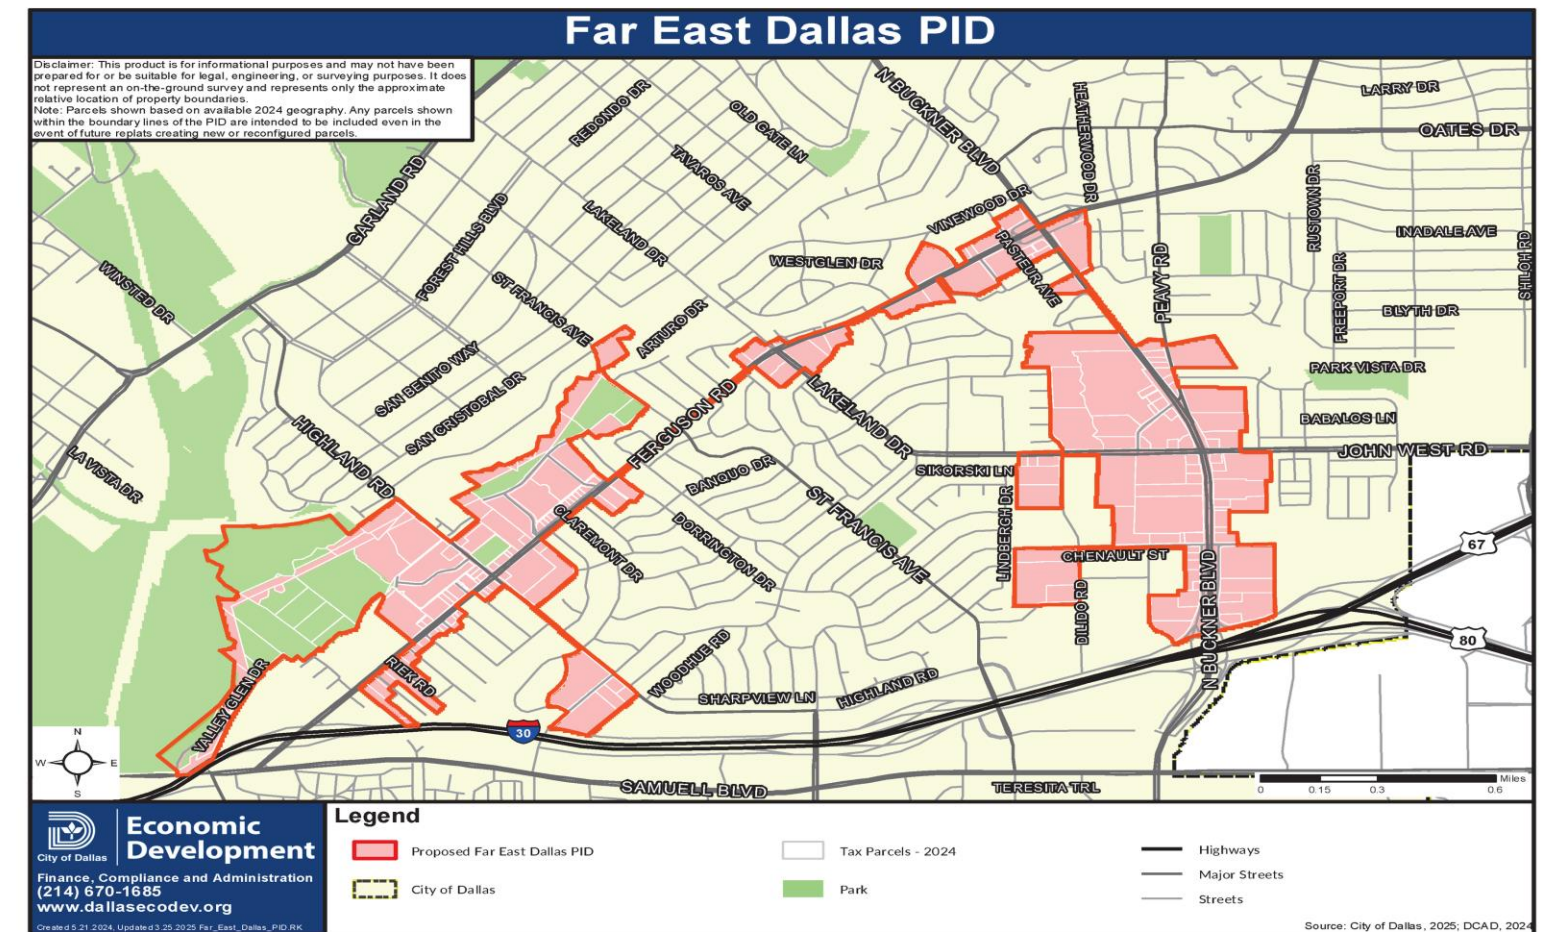 Far East Dallas PID
Disclaimer: This product is for informational purposes and may not have been
prepared for or be suitable for legal, engineering, or surveying purposes. It does
not represent an on-the-ground survey and represents only the approximate
relative location of property boundaries.
Note: Parcels shown based on available 2024 geography. Any parcels shown
within the boundary lines of the PID are intended to be included even in the
event of future replats creating new or reconfigured parcels.
N BUCKNER BLVD
HEATHERWOOD DR
LARRY DR
OATES DR
REDONDO DR
OLD GATE LN
TAVAROS AVE
GARLAND RD
FOREST HILLS BLVD
LAKELAND DR
VINEWOOD DR
RUSTOWN DR
INADALE AVE
SHILOH RD
WESTGLEN DR
PASTEUR AVE
PEAVY RD
FREEPORT DR
BLYTH DR
WINSTED DR
ST FRANCIS AVE
ARTURO DR
SAN BENITO WAY
SAN CRISTOBAL DR
PARK VISTA DR
BABALOS LN
JOHN WEST RD
LAKELAND DR
FERGUSON RD
HIGHLAND RD
LA VISTA DR
SIKORSKI LN
BANQUO DR
ST FRANCIS AVE
LINDBERGH DR
CLAREMONT DR
DORRINGTON DR
CHENAULT ST
67
DILIDO RD
N BUCKNER BLVD
80
RIEK RD
WOODHUE RD
SHARPVIEW LN
HIGHLAND RD
VALLEY GLEN DR
30
SAMUELL BLVD
TERESITA TRL
N
W E
S
Miles
0 0.15 0.3 0.6
City of Dallas
Economic
Development
Finance, Compliance and Administration
(214) 670-1685
www.dallasecodev.org
Created 5.21.2024, Updated 3.25.2025 Far_East_Dallas_PID.RK
Legend
Proposed Far East Dallas PID
City of Dallas
Tax Parcels - 2024
Park
Highways
Major Streets
Streets
Source: City of Dallas, 2025; DCAD, 2024